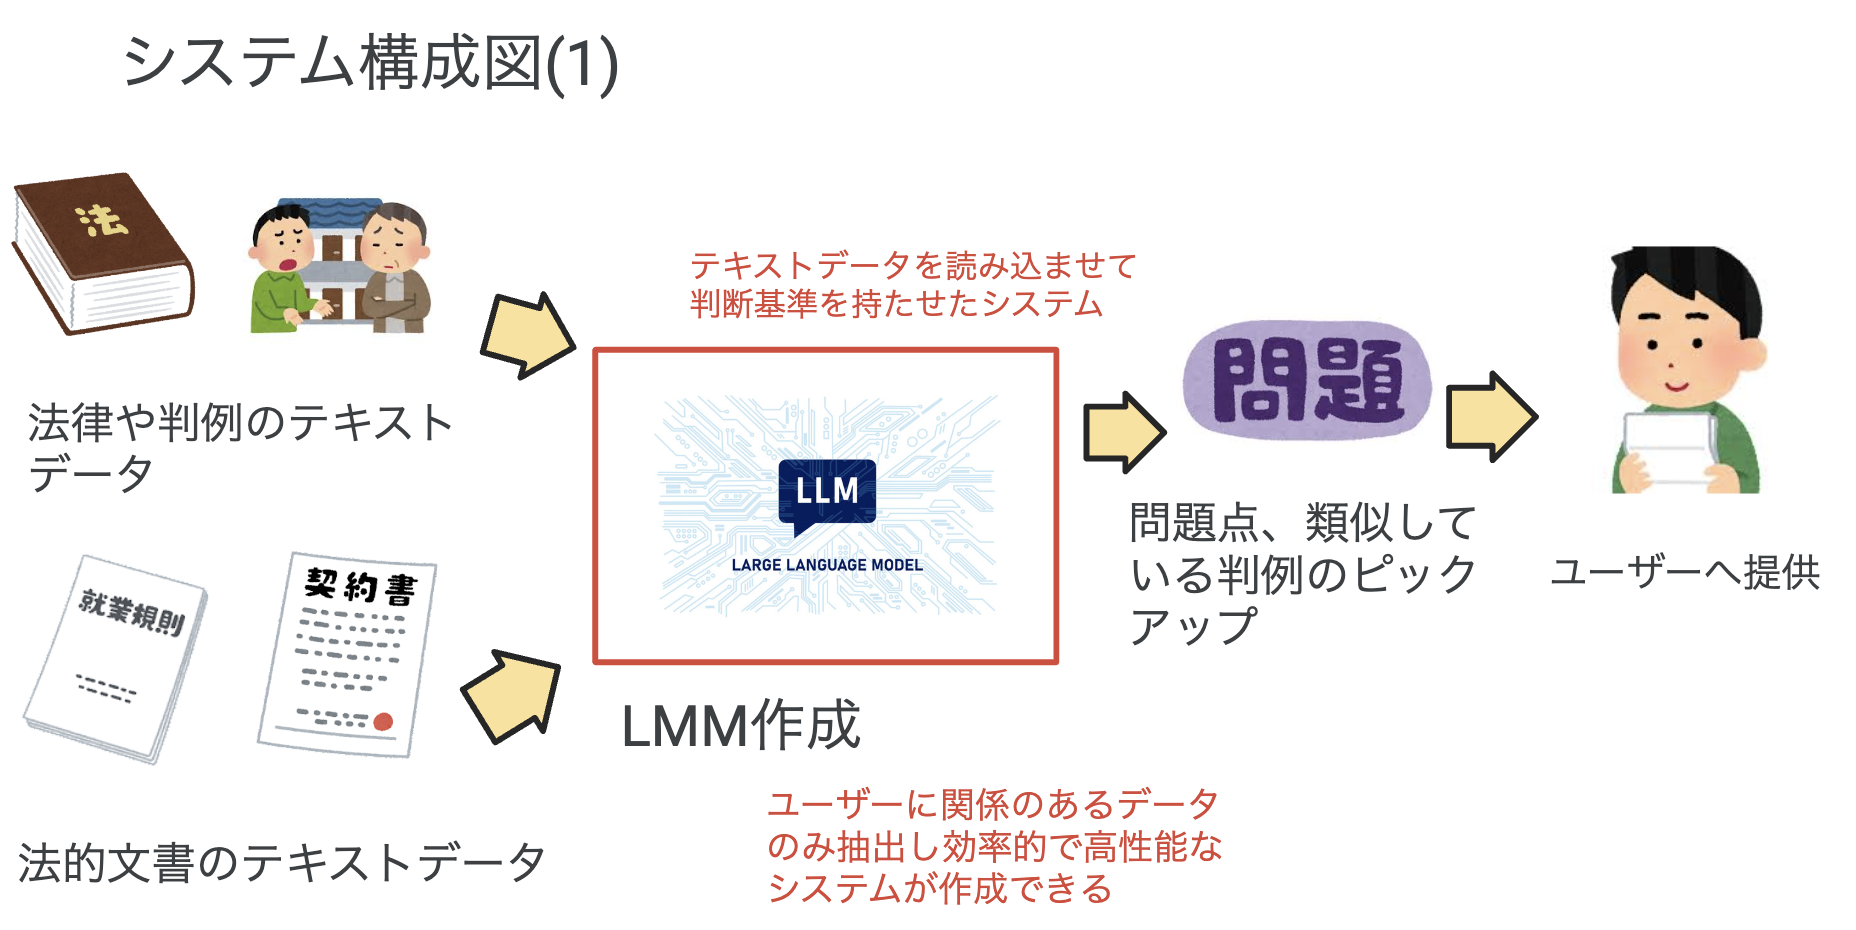 システム構成図(1)
法
テキストデータを読み込ませて
判断基準を持たせたシステム
法律や判例のテキスト
データ
LLM
LARGE LANGUAGE MODEL
問題
問題点、類似して
いる判例のピック
アップ
ユーザーへ提供
就業規則
契約書
LMM作成
法的文書のテキストデータ
ユーザーに関係のあるデータ
のみ抽出し効率的で高性能な
システムが作成できる